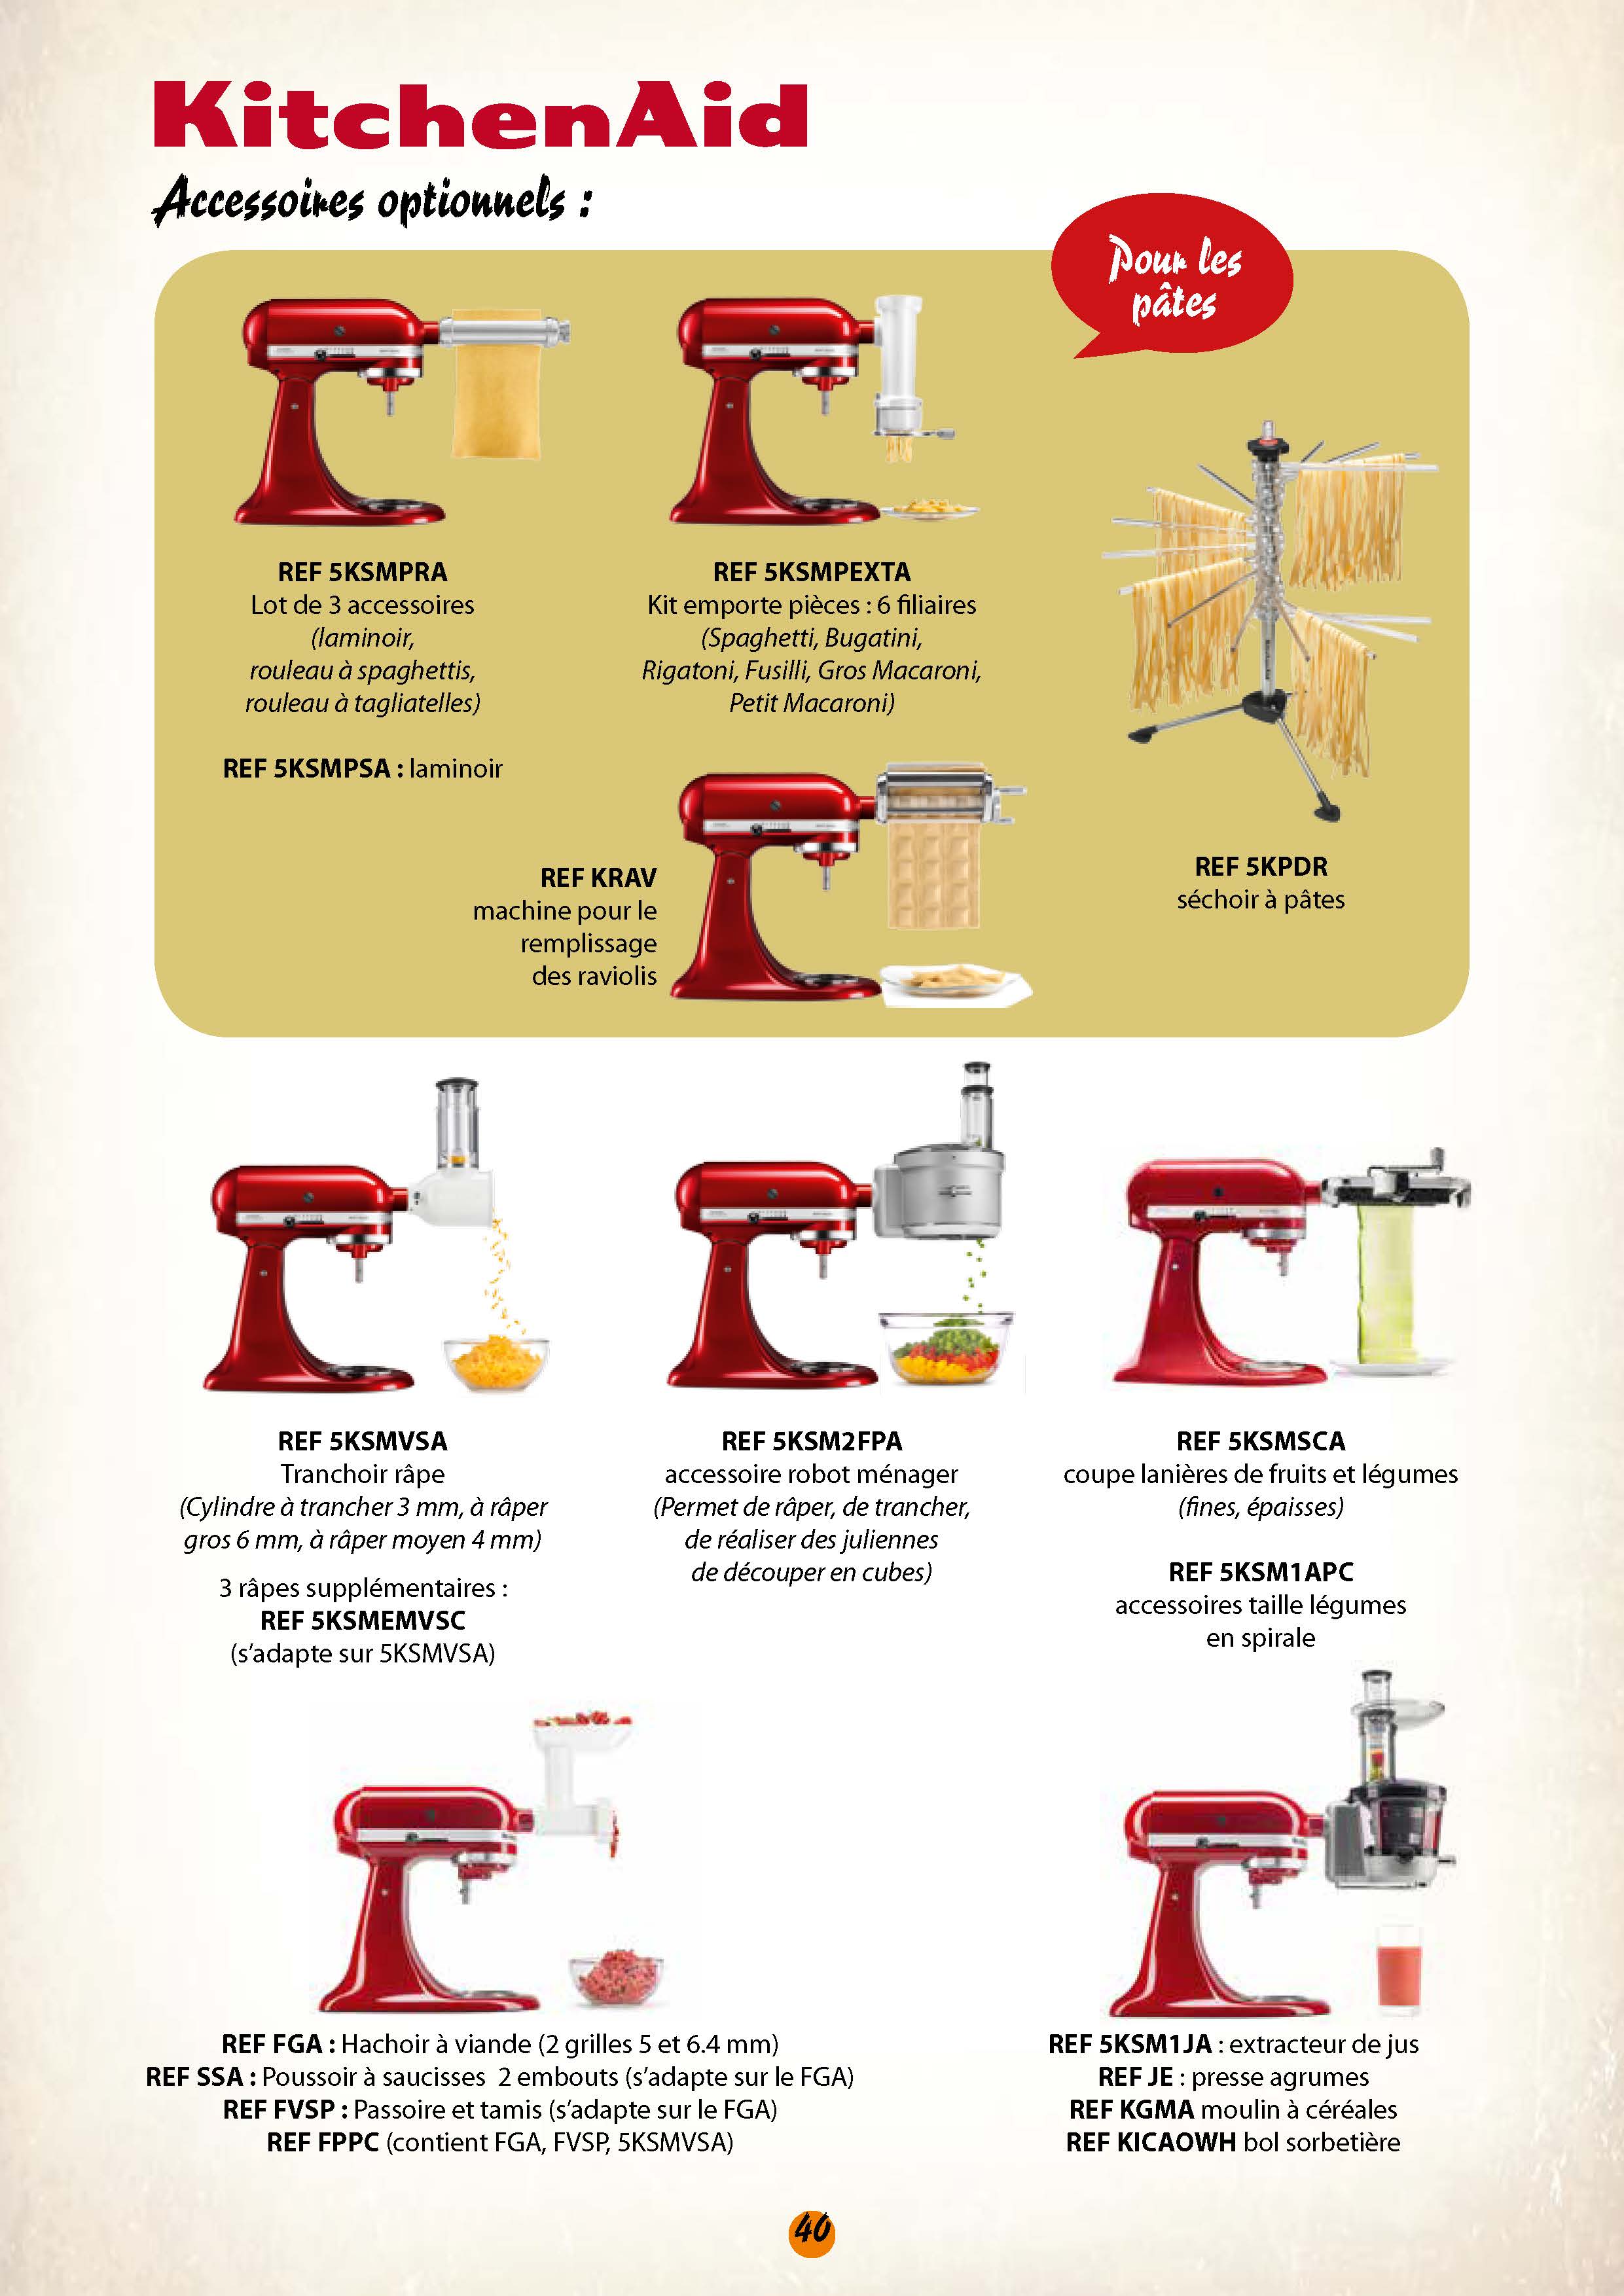 KitchenAid
Accessoires optionnels :
Pour les
pâtes
REF 5KSMPRA
Lot de 3 accessoires
(laminoir,
rouleau à spaghettis,
rouleau à tagliatelles)
REF 5KSMPSA : laminoir
REF 5KSMPEXTA
Kit emporte pièces : 6 filiaires
(Spaghetti, Bugatini,
Rigatoni, Fusilli, Gros Macaroni,
Petit Macaroni)
REF KRAV
machine pour le
remplissage
des raviolis
REF 5KPDR
séchoir à pâtes
REF 5KSMVSA
Tranchoir râpe
(Cylindre à trancher 3 mm, à râper
gros 6 mm, à râper moyen 4 mm)
3 râpes supplémentaires :
REF 5KSMEMVSC
(s'adapte sur 5KSMVSA)
REF 5KSM2FPA
accessoire robot ménager
(Permet de râper, de trancher,
de réaliser des juliennes
de découper en cubes)
REF 5KSMSCA
coupe lanières de fruits et légumes
(fines, épaisses)
REF 5KSM1APC
accessoires taille légumes
en spirale
REF FGA : Hachoir à viande (2 grilles 5 et 6.4 mm)
REF SSA : Poussoir à saucisses 2 embouts (s'adapte sur le FGA)
REF FVSP : Passoire et tamis (s'adapte sur le FGA)
REF FPPC (contient FGA, FVSP, 5KSMVSA)
REF 5KSM1JA : extracteur de jus
REF JE : presse agrumes
REF KGMA moulin à céréales
REF KICAOWH bol sorbetière
40